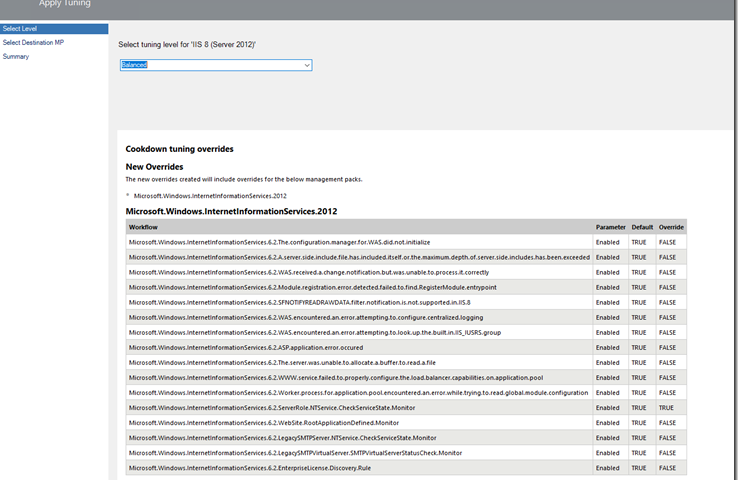 Apply Tuning
Select Level
Select Destination MP
Summary
Select tuning level for 'IIS 8 (Server 2012)'
Balanced
Cookdown tuning overrides
New Overrides
The new overrides created will include overrides for the below management packs.
* Microsoft.Windows.InternetInformationServices.2012
Microsoft.Windows.InternetInformationServices.2012
Workflow Parameter Default Override
Microsoft.Windows.InternetInformationServices.6.2.The.configuration.manager.for.WAS.did.not.initialize Enabled TRUE FALSE
Microsoft.Windows.InternetInformationServices.6.2.A.server.side.include.file.has.included.itself.or.the.maximum.depth.of.server.side.includes.has.been.exceeded Enabled TRUE FALSE
Microsoft.Windows.InternetInformationServices.6.2.WAS.received.a.change.notification.but.was.unable.to.process.it.correctly Enabled TRUE FALSE
Microsoft.Windows.InternetInformationServices.6.2.Module.registration.error.detected.failed.to.find.RegisterModule.entrypoint Enabled TRUE FALSE
Microsoft.Windows.InternetInformationServices.6.2.SFNOTIFYREADRAWDATA.filter.notification.is.not.supported.in.IIS.8 Enabled TRUE FALSE
Microsoft.Windows.InternetInformationServices.6.2.WAS.encountered.an.error.attempting.to.configure.centralized.logging Enabled TRUE FALSE
Microsoft.Windows.InternetInformationServices.6.2.WAS.encountered.an.error.attempting.to.look.up.the.built.in.IIS_IUSRS.group Enabled TRUE FALSE
Microsoft.Windows.InternetInformationServices.6.2.ASP.application.error.occured Enabled TRUE FALSE
Microsoft.Windows.InternetInformationServices.6.2.The.server.was.unable.to.allocate.a.buffer.to.read.a.file Enabled TRUE FALSE
Microsoft.Windows.InternetInformationServices.6.2.WWW.service.failed.to.properly.configure.the.load.balancer.capabilities.on.application.pool Enabled TRUE FALSE
Microsoft.Windows.InternetInformationServices.6.2.Worker.process.for.application.pool.encountered.an.error.while.trying.to.read.global.module.configuration Enabled TRUE FALSE
Microsoft.Windows.InternetInformationServices.6.2.ServerRole.NTService.CheckServiceState.Monitor Enabled TRUE TRUE
Microsoft.Windows.InternetInformationServices.6.2.WebSite.RootApplicationDefined.Monitor Enabled TRUE FALSE
Microsoft.Windows.InternetInformationServices.6.2.LegacySMTPServer.NTService.CheckServiceState.Monitor Enabled TRUE FALSE
Microsoft.Windows.InternetInformationServices.6.2.LegacySMTPVirtualServer.SMTPVirtualServerStatusCheck.Monitor Enabled TRUE FALSE
Microsoft.Windows.InternetInformationServices.6.2.EnterpriseLicense.Discovery.Rule Enabled TRUE FALSE